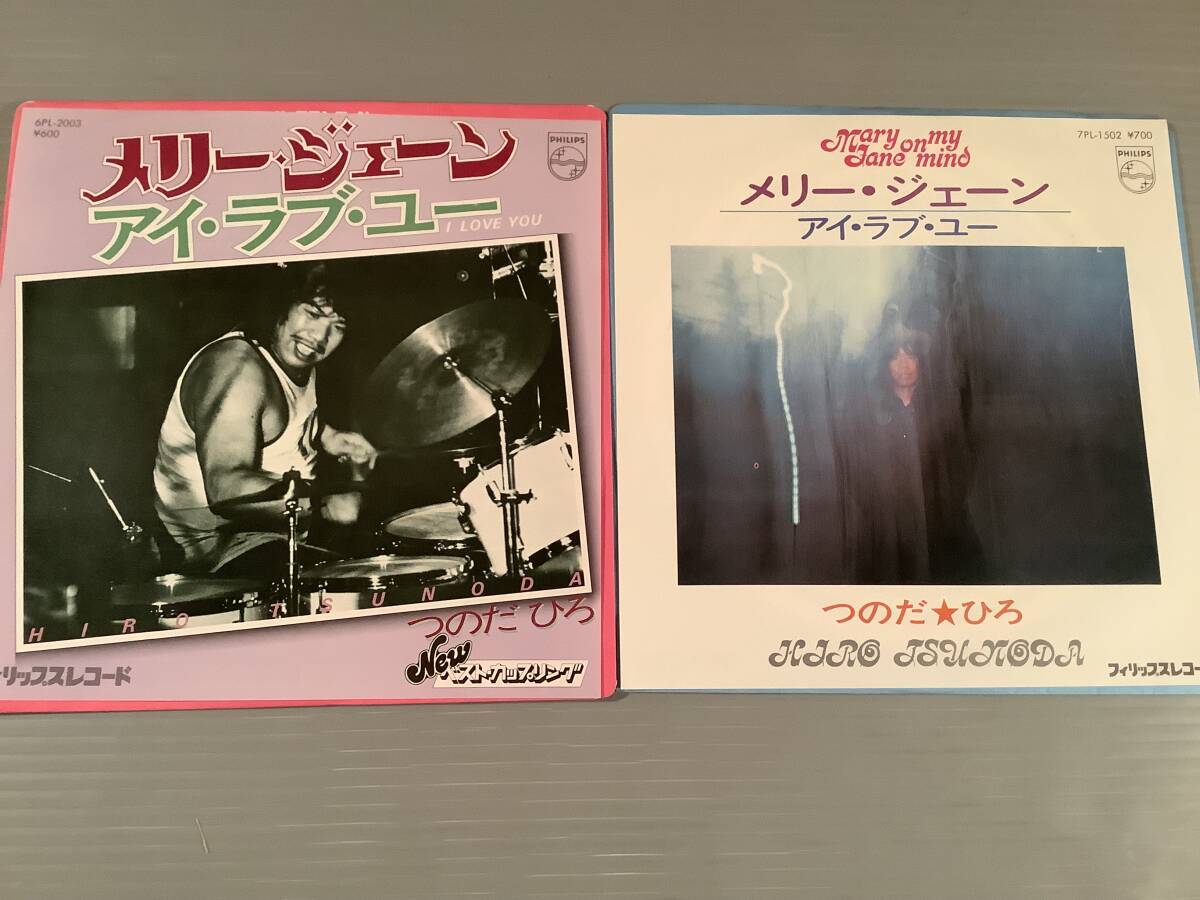 6PL-2003
¥600
PHILIPS
メリー・ジェーン
アイ・ラブ・ユー
I LOVE YOU
HIRO TSUNODA
つのだ ひろ
New ベスト・カップリング
フィリップスレコード
Mary Jane on my mind
7PL-1502 ¥700
PHILIPS
メリー・ジェーン
アイ・ラブ・ユー
つのだ★ひろ
HIRO TSUNODA
フィリップスレコー